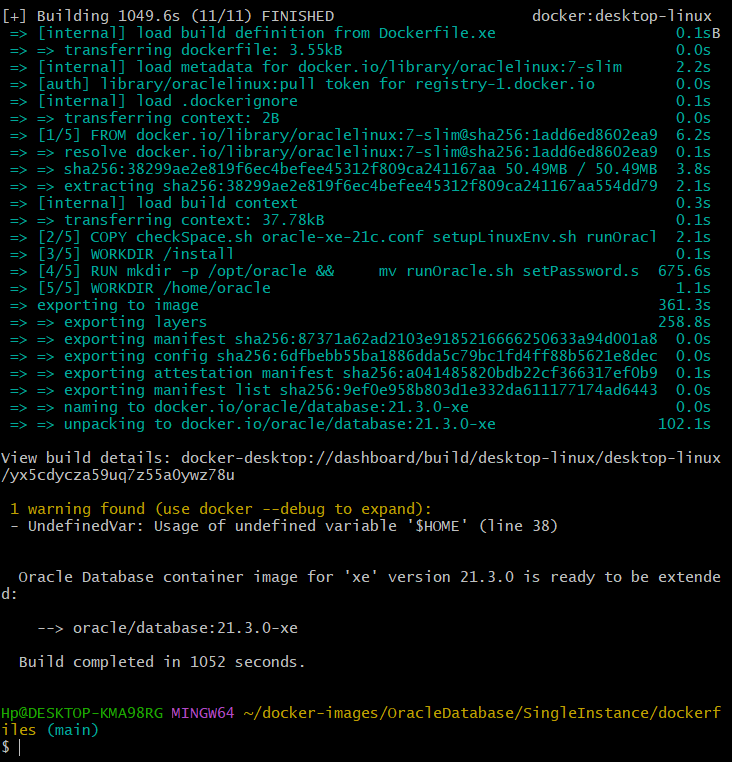 [+] Building 1049.6s (11/11) FINISHED docker:desktop-linux
=> [internal] load build definition from Dockerfile.xe 0.1sB
=> => transferring dockerfile: 3.55kB 0.0s
=> [internal] load metadata for docker.io/library/oraclelinux:7-slim 2.2s
=> [auth] library/oraclelinux:pull token for registry-1.docker.io 0.0s
=> [internal] load .dockerignore 0.1s
=> => transferring context: 2B 0.0s
=> [1/5] FROM docker.io/library/oraclelinux:7-slim@sha256:1add6ed8602ea9 6.2s
=> => resolve docker.io/library/oraclelinux:7-slim@sha256:1add6ed8602ea9 0.1s
=> => sha256:38299ae2e819f6ec4befee45312f809ca241167aa 50.49MB / 50.49MB 3.8s
=> => extracting sha256:38299ae2e819f6ec4befee45312f809ca241167aa554dd79 2.1s
=> [internal] load build context 0.3s
=> => transferring context: 37.78kB 0.1s
=> [2/5] COPY checkSpace.sh oracle-xe-21c.conf setupLinuxEnv.sh runOracl 2.1s
=> [3/5] WORKDIR /install 0.1s
=> [4/5] RUN mkdir -p /opt/oracle &&     mv runOracle.sh setPassword.s 675.6s
=> [5/5] WORKDIR /home/oracle 1.1s
=> exporting to image 361.3s
=> => exporting layers 258.8s
=> => exporting manifest sha256:87371a62ad2103e9185216666250633a94d001a8 0.0s
=> => exporting config sha256:6dfbebb55ba1886dda5c79bc1fd4ff88b5621e8dec 0.0s
=> => exporting attestation manifest sha256:a041485820bdb22cf366317ef0b9 0.1s
=> => exporting manifest list sha256:9ef0e958b803d1e332da611177174ad6443 0.0s
=> => naming to docker.io/oracle/database:21.3.0-xe 0.0s
=> => unpacking to docker.io/oracle/database:21.3.0-xe 102.1s
View build details: docker-desktop://dashboard/build/desktop-linux/desktop-linux
/yx5cdycza59uq7z55a0ywz78u
1 warning found (use docker --debug to expand):
- UndefinedVar: Usage of undefined variable '$HOME' (line 38)
Oracle Database container image for 'xe' version 21.3.0 is ready to be extende
d:
--> oracle/database:21.3.0-xe
Build completed in 1052 seconds.
Hp@DESKTOP-KMA98RG MINGW64 ~/docker-images/OracleDatabase/SingleInstance/dockerf
iles (main)
$